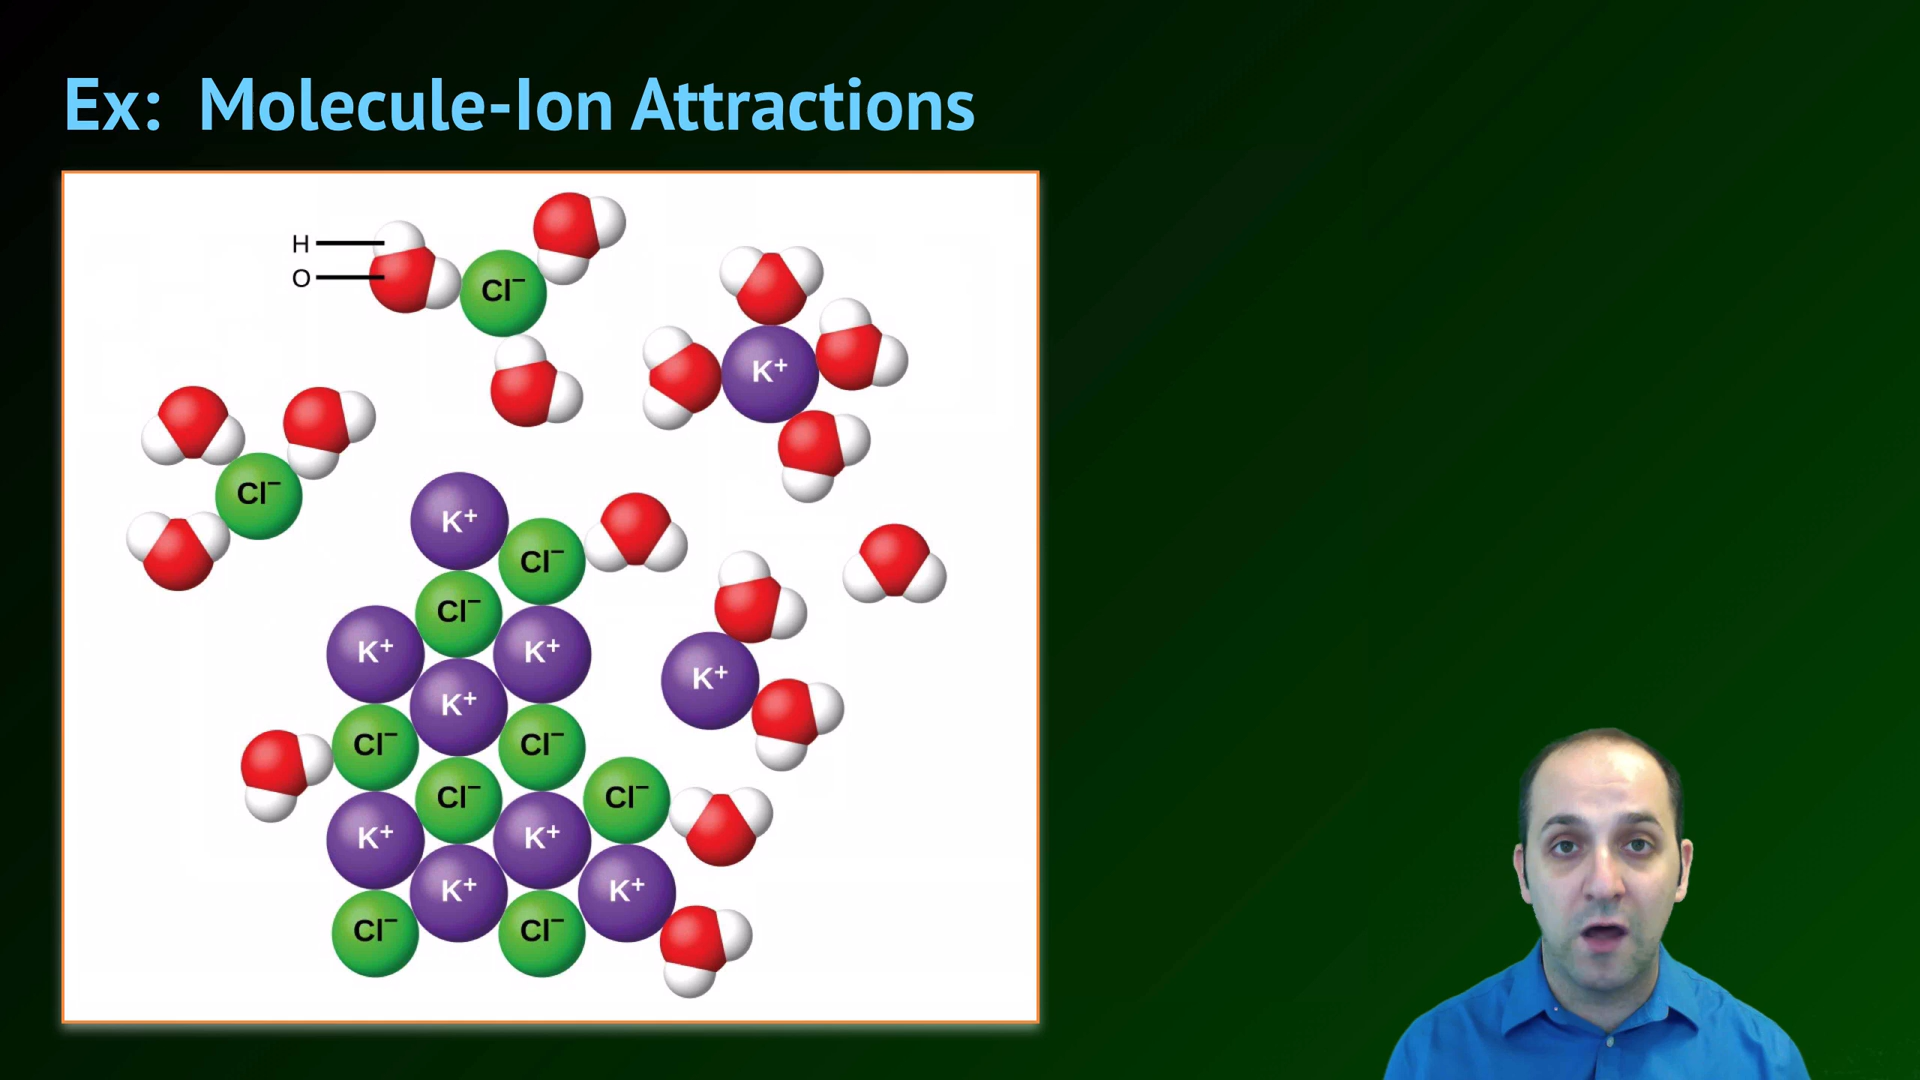 Ex: Molecule-Ion Attractions
H
O
Cl⁻
K⁺
Cl⁻
K⁺
Cl⁻
Cl⁻
K⁺
K⁺
K⁺
K⁺
Cl⁻
Cl⁻
Cl⁻
Cl⁻
K⁺
K⁺
K⁺
K⁺
Cl⁻
Cl⁻